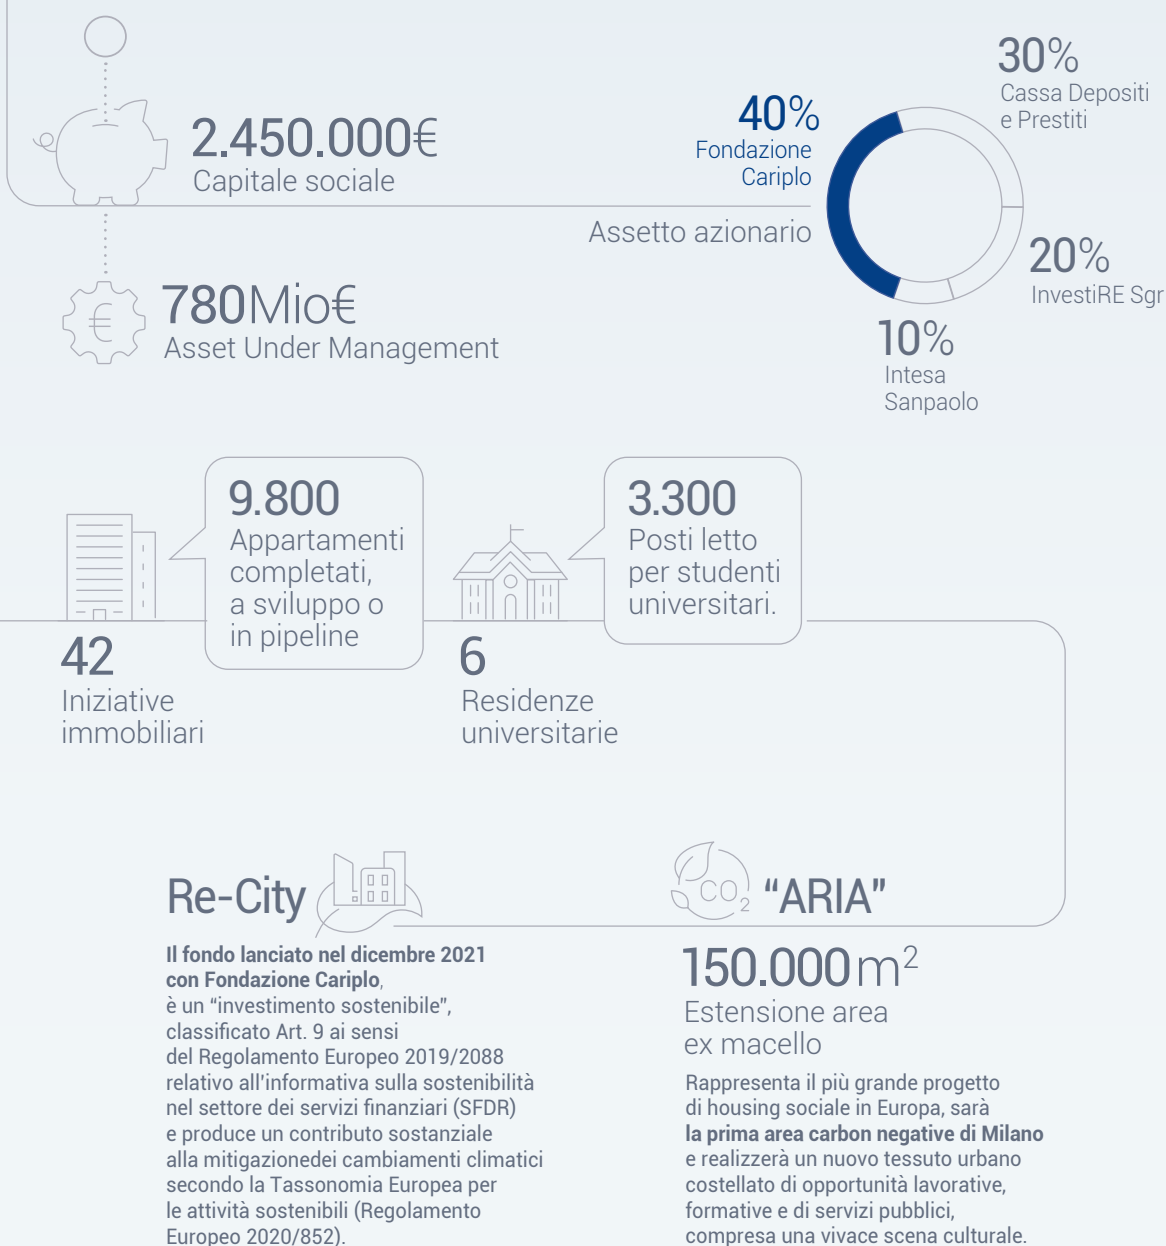 2.450.000€
Capitale sociale
780Mio€
Asset Under Management
Assetto azionario
40%
Fondazione
Cariplo
30%
Cassa Depositi
e Prestiti
20%
InvestiRE Sgr
10%
Intesa
Sanpaolo
€
42
Iniziative
immobiliari
9.800
Appartamenti
completati,
a sviluppo o
in pipeline
6
Residenze
universitarie
3.300
Posti letto
per studenti
universitari.
Re-City
Il fondo lanciato nel dicembre 2021
con Fondazione Cariplo,
è un “investimento sostenibile”,
classificato Art. 9 ai sensi
del Regolamento Europeo 2019/2088
relativo all'informativa sulla sostenibilità
nel settore dei servizi finanziari (SFDR)
e produce un contributo sostanziale
alla mitigazionedei cambiamenti climatici
secondo la Tassonomia Europea per
le attività sostenibili (Regolamento
Europeo 2020/852).
CO₂
“ARIA”
150.000 m²
Estensione area
ex macello
Rappresenta il più grande progetto
di housing sociale in Europa, sarà
la prima area carbon negative di Milano
e realizzerà un nuovo tessuto urbano
costellato di opportunità lavorative,
formative e di servizi pubblici,
compresa una vivace scena culturale.